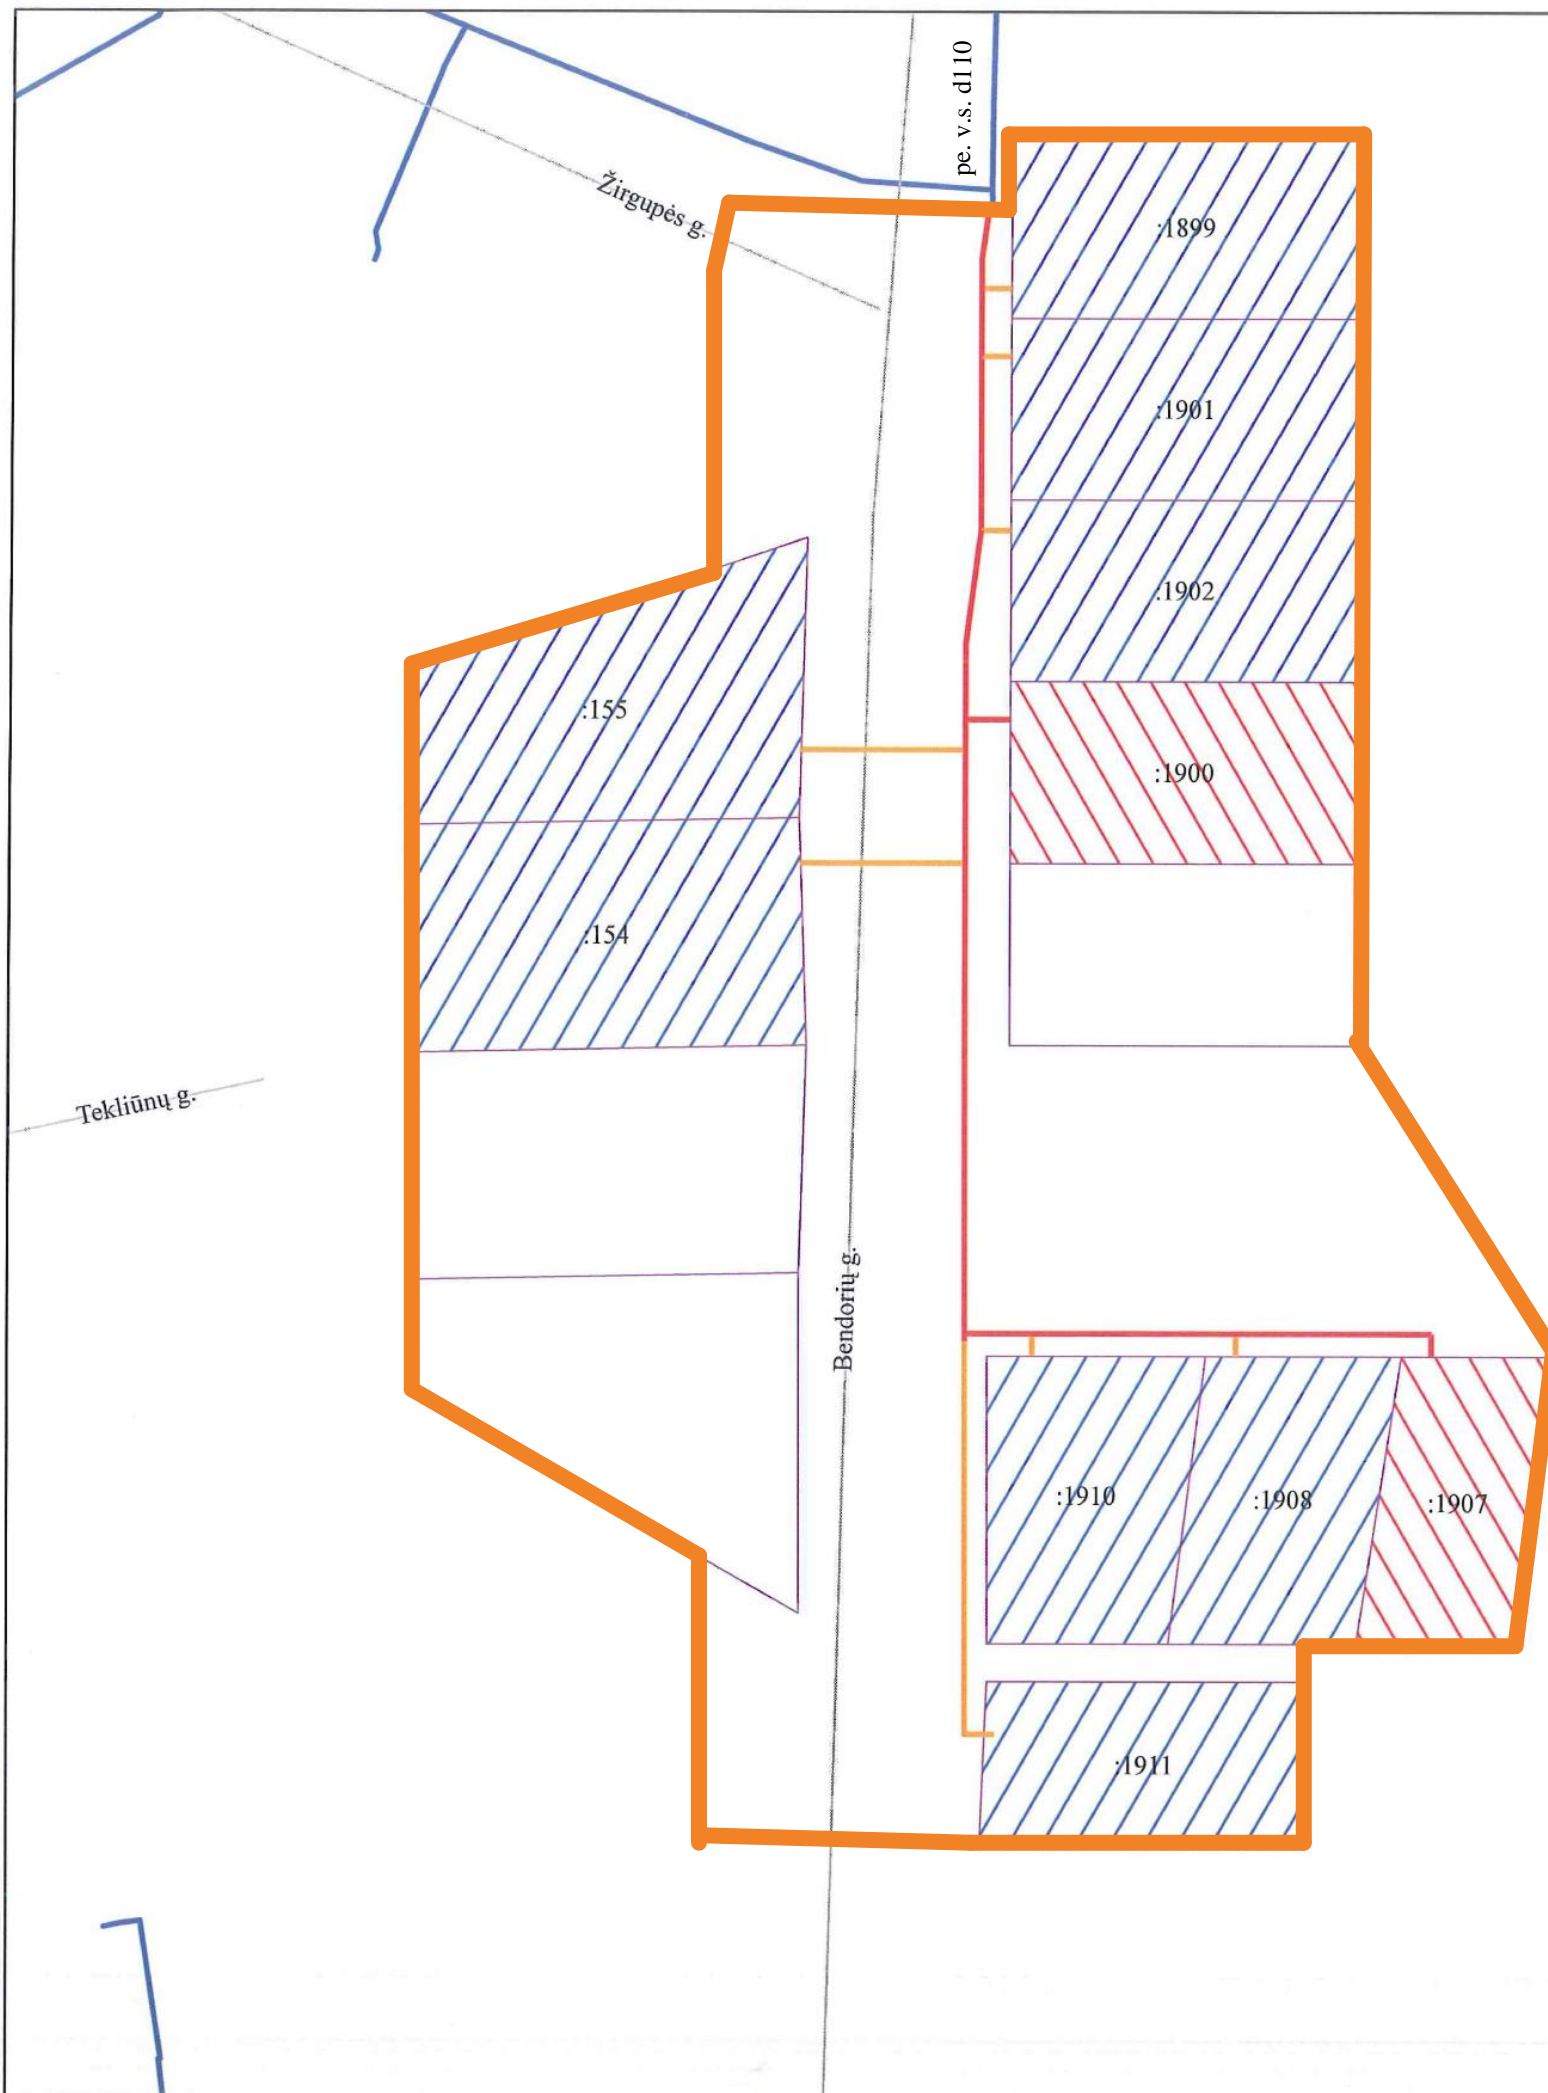 pe. v.s. d110
Žirgupės g.
:1899
:1901
:1902
:155
:1900
:154
Tekliūnų g.
Bendorių g.
:1910
:1908
:1907
:1911